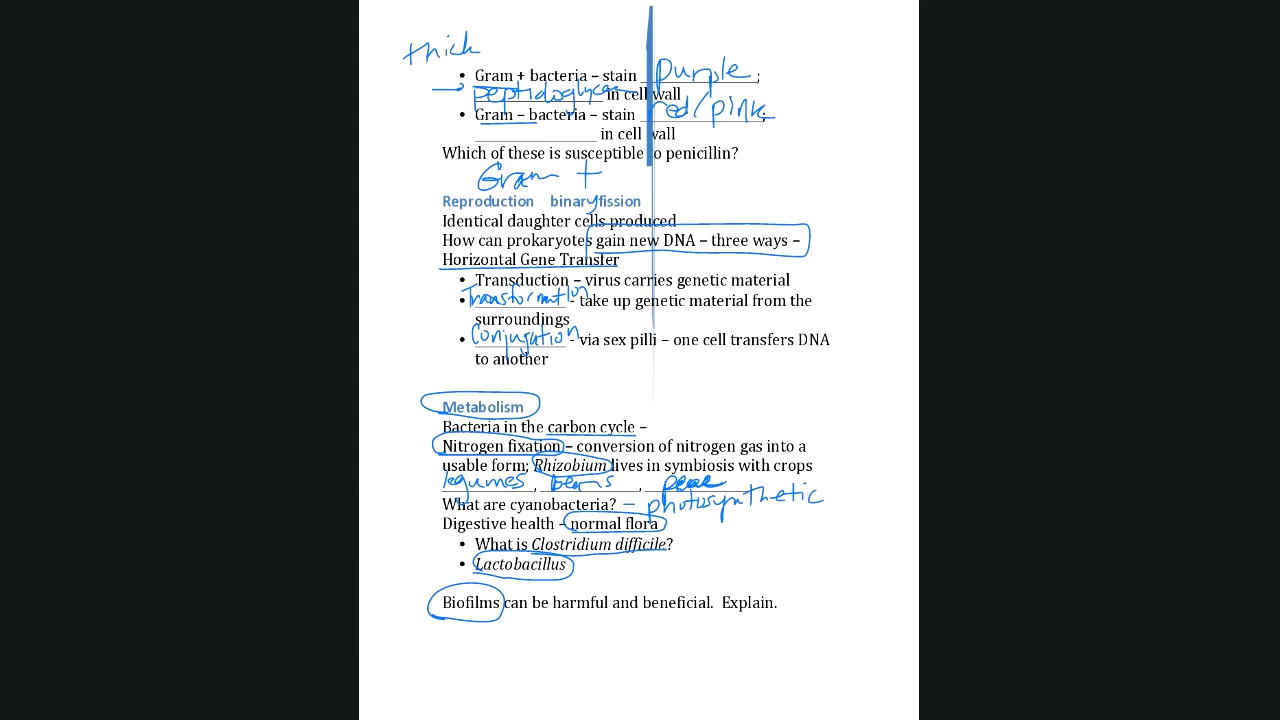 thick
• Gram + bacteria – stain purple;
→ peptidoglycan in cell wall
• Gram – bacteria – stain red/pink;
____________ in cell wall
Which of these is susceptible to penicillin?
Gram +
Reproduction binary fission
Identical daughter cells produced
How can prokaryotes gain new DNA – three ways –
Horizontal Gene Transfer
• Transduction – virus carries genetic material
• Transformation - take up genetic material from the
surroundings
• Conjugation - via sex pilli – one cell transfers DNA
to another
Metabolism
Bacteria in the carbon cycle –
Nitrogen fixation – conversion of nitrogen gas into a
usable form; Rhizobium lives in symbiosis with crops
legumes, beans,
What are cyanobacteria? – photosynthetic
Digestive health – normal flora
• What is Clostridium difficile?
• Lactobacillus
Biofilms can be harmful and beneficial. Explain.